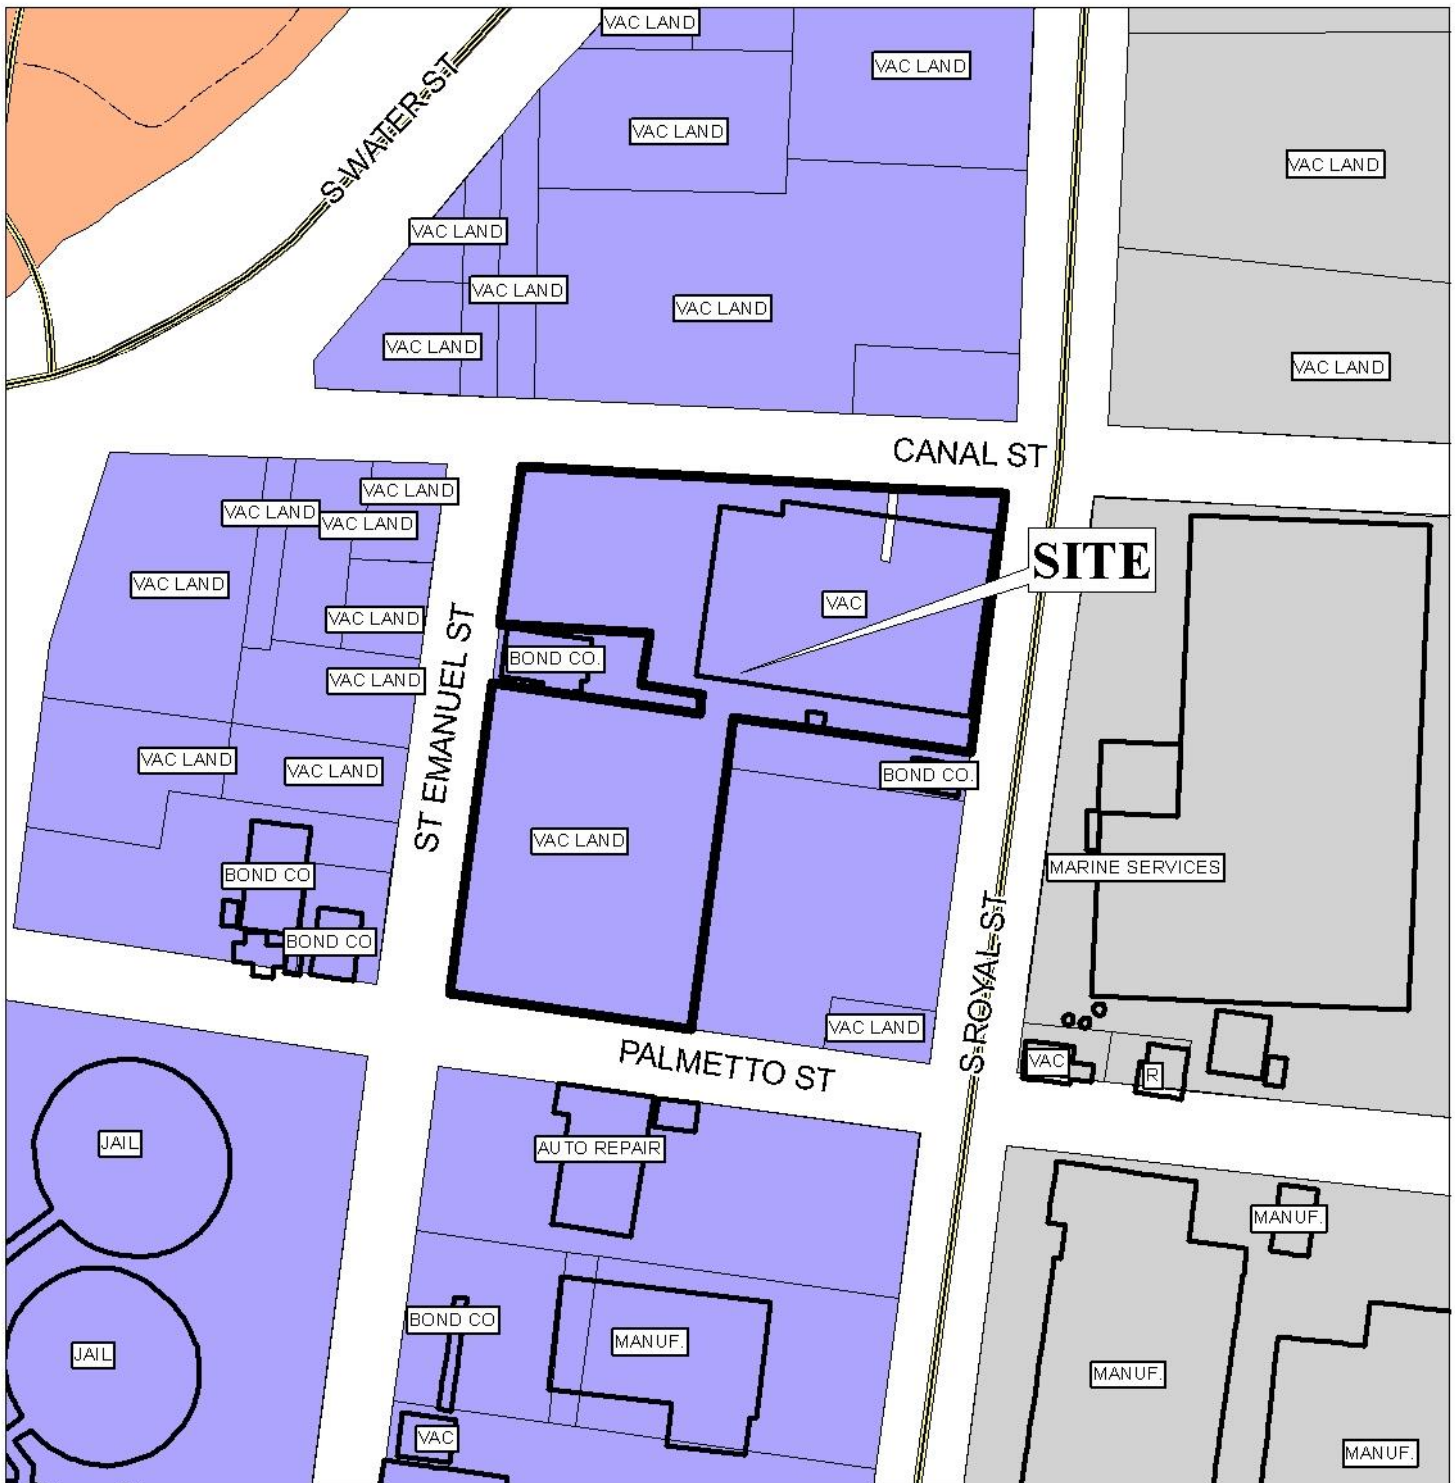 VAC LAND
VAC LAND
S WATER ST
VAC LAND
VAC LAND
VAC LAND
VAC LAND
VAC LAND
VAC LAND
VAC LAND
CANAL ST
VAC LAND
VAC LAND
VAC LAND
SITE
VAC LAND
VAC
VAC LAND
BOND CO.
VAC LAND
ST EMANUEL ST
VAC LAND
VAC LAND
BOND CO.
VAC LAND
MARINE SERVICES
BOND CO
BOND CO
S ROYAL ST
VAC LAND
PALMETTO ST
VAC
R
JAIL
AUTO REPAIR
MANUF.
BOND CO
MANUF.
JAIL
MANUF.
VAC
MANUF.